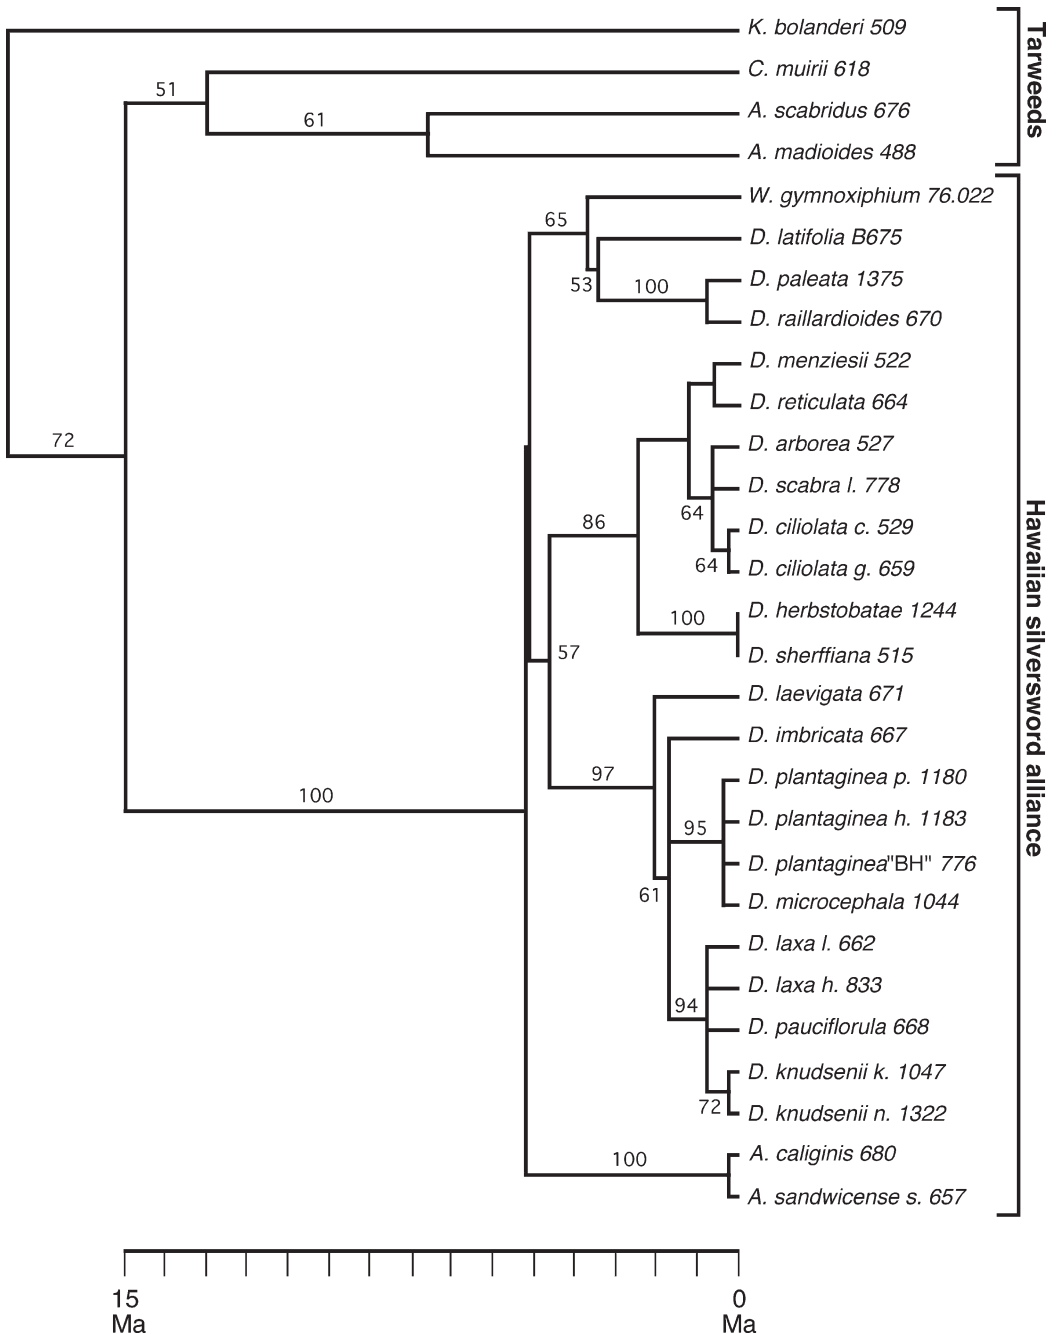 K. bolanderi 509
C. muirii 618
51
A. scabridus 676
61
A. madioides 488
Tarweeds
W. gymnoxiphium 76.022
65
D. latifolia B675
53
D. paleata 1375
100
D. raillardioides 670
D. menziesii 522
D. reticulata 664
72
D. arborea 527
D. scabra l. 778
64
86
D. ciliolata c. 529
64
D. ciliolata g. 659
D. herbstobatae 1244
100
57
D. sherffiana 515
Hawaiian silversword alliance
D. laevigata 671
D. imbricata 667
97
D. plantaginea p. 1180
100
D. plantaginea h. 1183
95
D. plantaginea"BH" 776
61
D. microcephala 1044
D. laxa l. 662
D. laxa h. 833
94
D. pauciflorula 668
D. knudsenii k. 1047
72
D. knudsenii n. 1322
A. caliginis 680
100
A. sandwicense s. 657
15
Ma
0
Ma